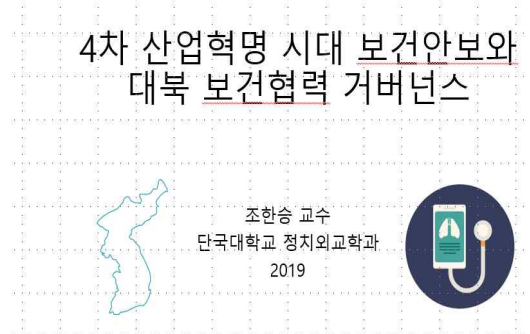 4차 산업혁명 시대 보건안보와
대북 보건협력 거버넌스
조한승 교수
단국대학교 정치외교학과
2019